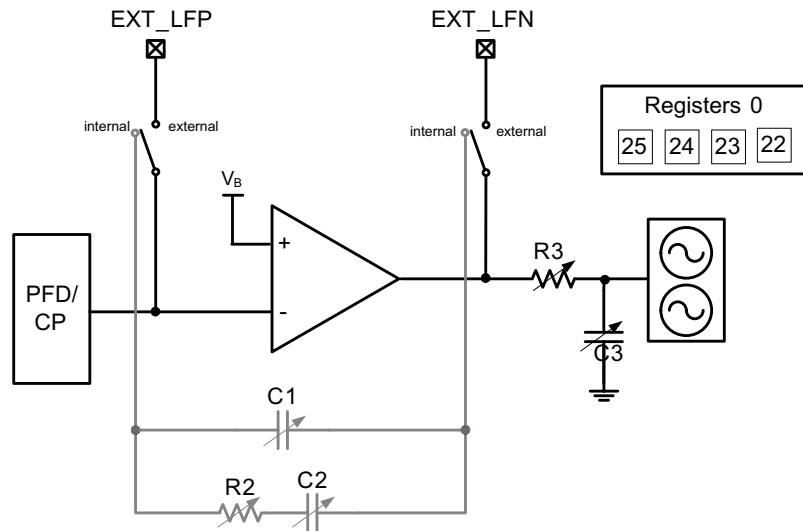 EXT_LFP
EXT_LFN
internal
external
internal
external
Registers 0
25 24 23 22
VB
+
-
PFD/
CP
R3
C3
C1
R2
C2